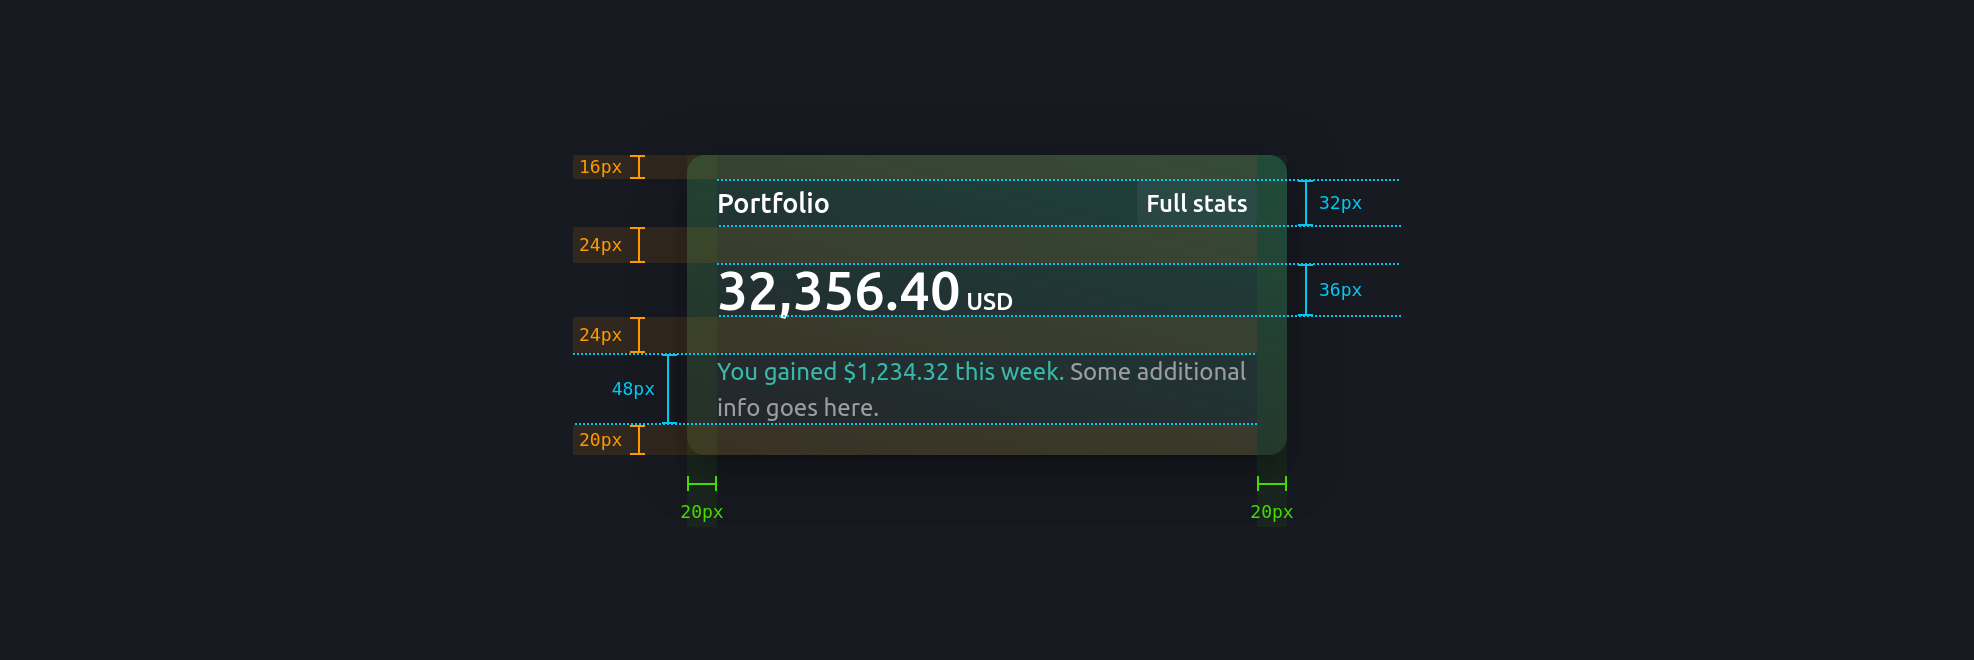 16px
Portfolio
Full stats
32px
24px
32,356.40 USD
36px
24px
You gained $1,234.32 this week. Some additional
48px
info goes here.
20px
20px
20px